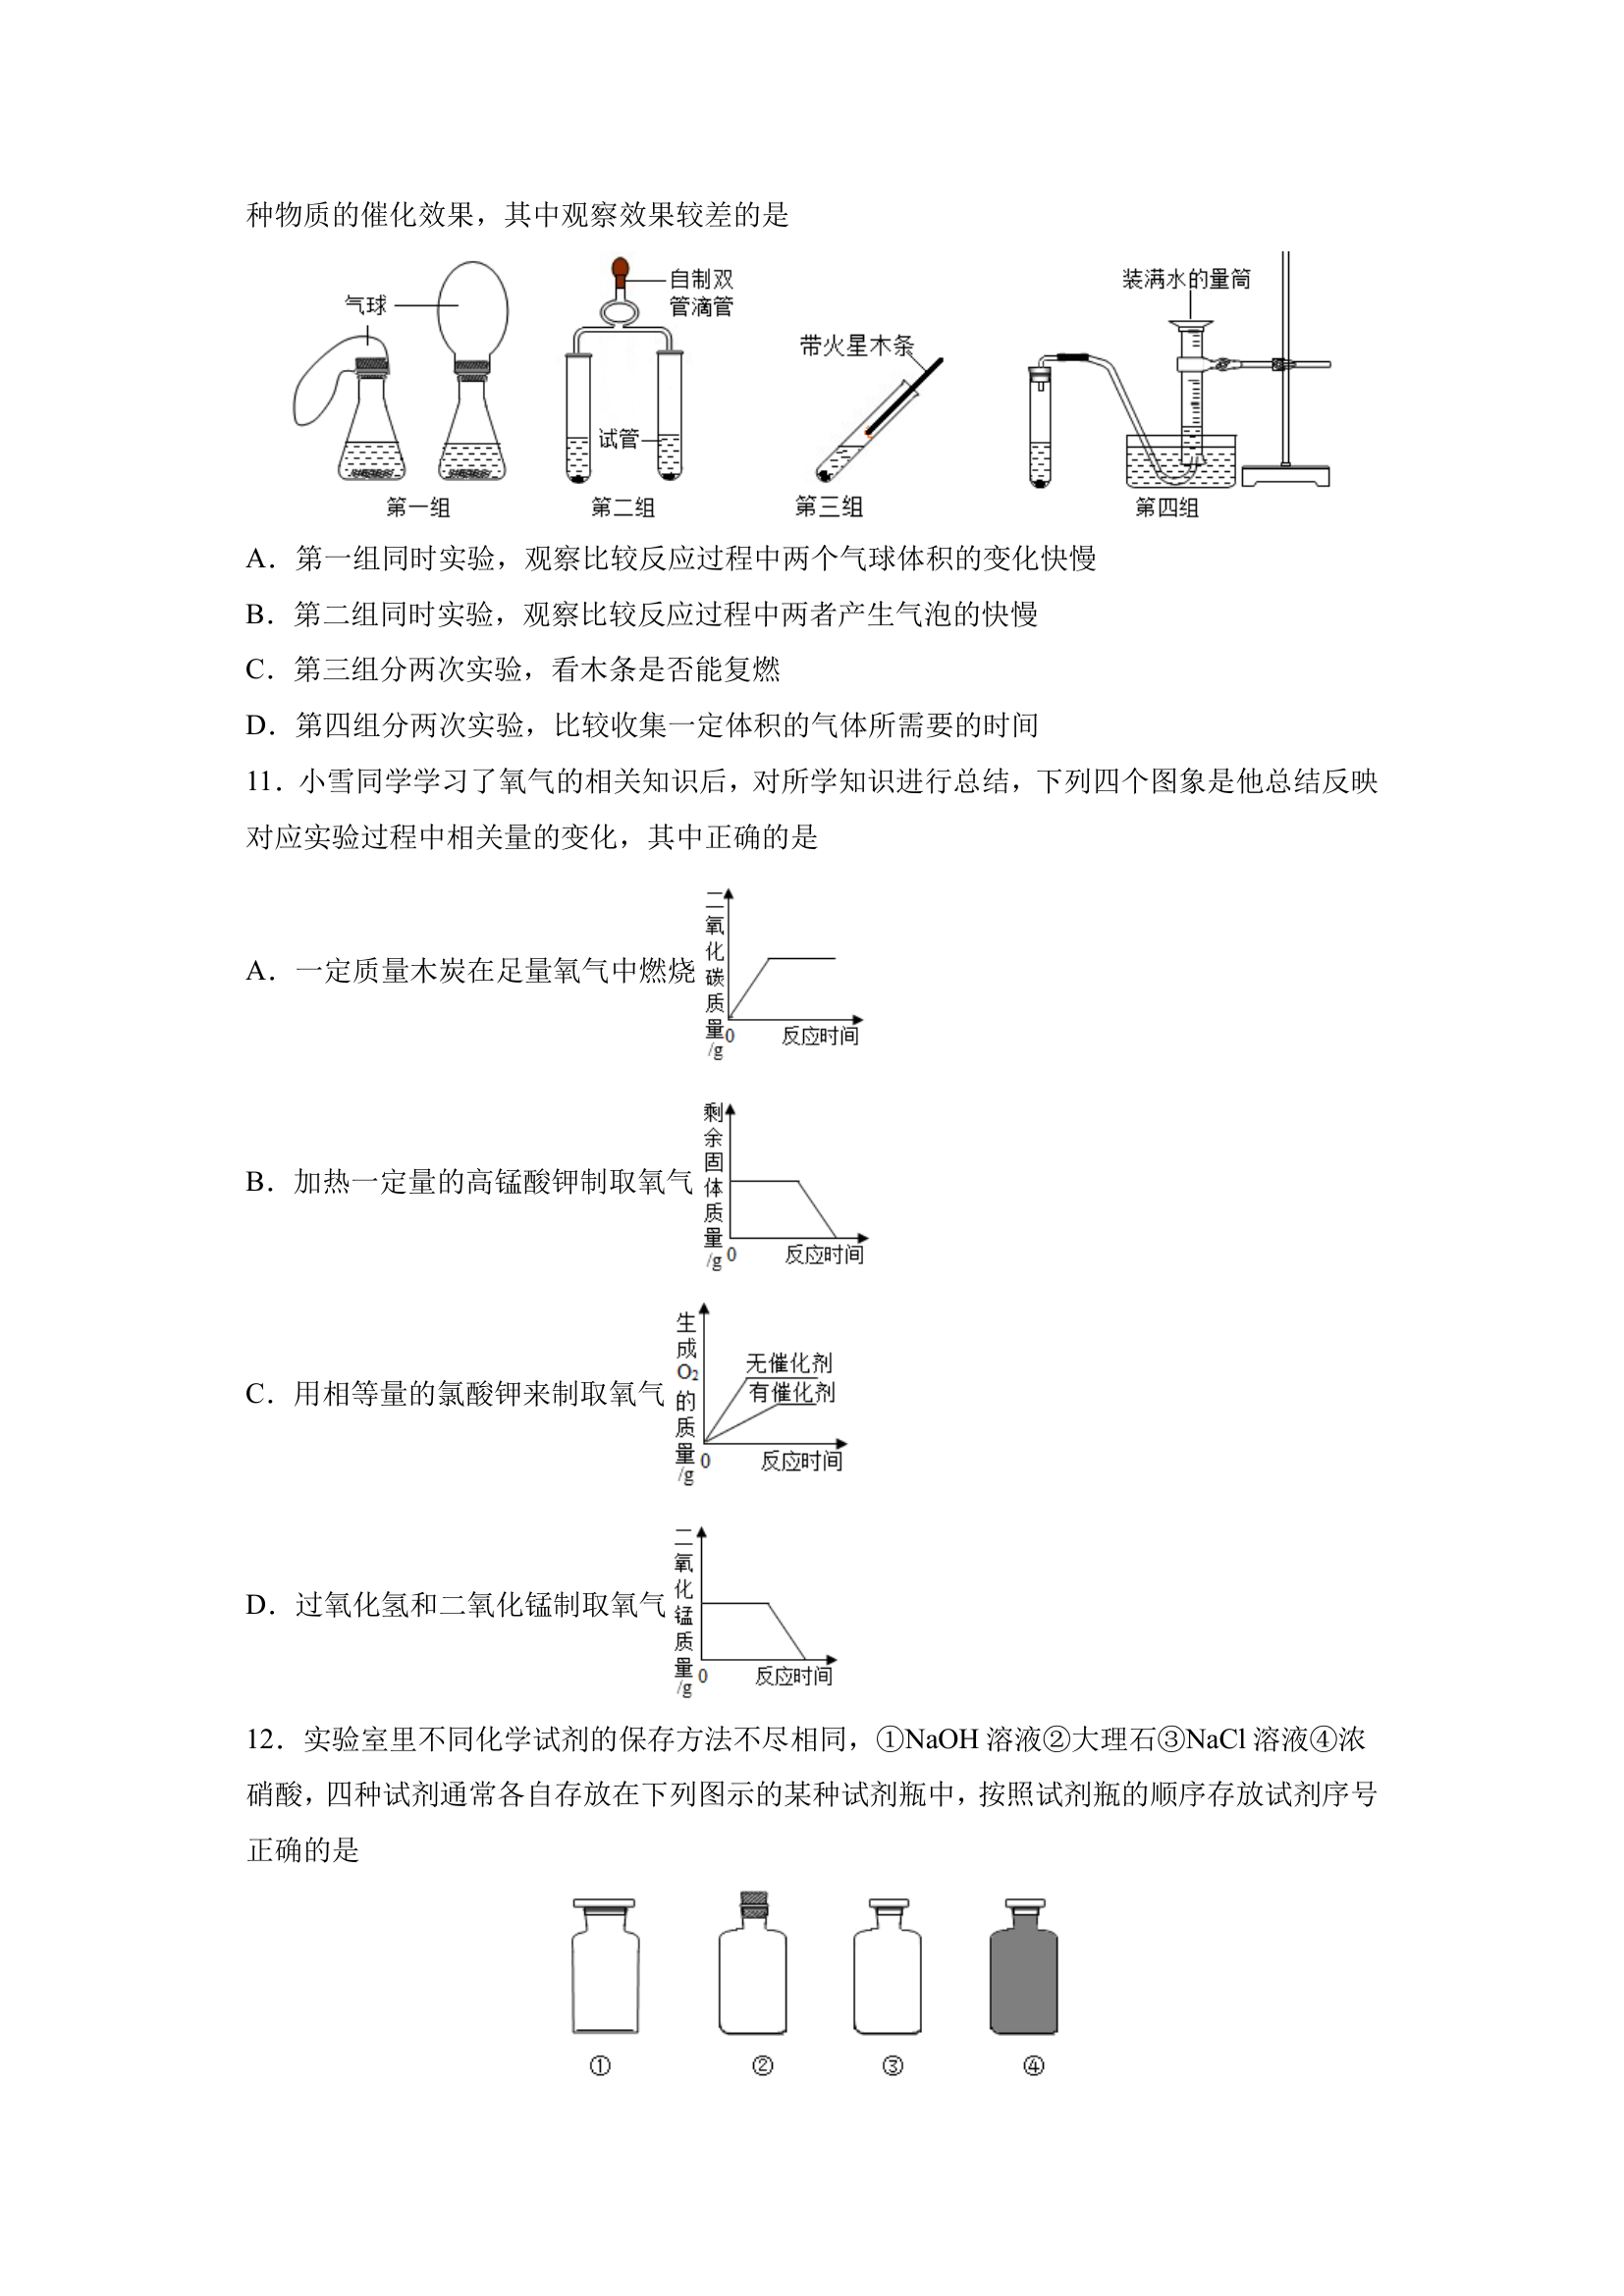 种物质的催化效果，其中观察效果较差的是
气球
自制双
管滴管
试管
带火星木条
装满水的量筒
第一组
第二组
第三组
第四组
A．第一组同时实验，观察比较反应过程中两个气球体积的变化快慢
B．第二组同时实验，观察比较反应过程中两者产生气泡的快慢
C．第三组分两次实验，看木条是否能复燃
D．第四组分两次实验，比较收集一定体积的气体所需要的时间
11．小雪同学学习了氧气的相关知识后，对所学知识进行总结，下列四个图象是他总结反映
对应实验过程中相关量的变化，其中正确的是
A．一定质量木炭在足量氧气中燃烧
二氧化碳质量/g
0
反应时间
B．加热一定量的高锰酸钾制取氧气
剩余固体质量/g
0
反应时间
C．用相等量的氯酸钾来制取氧气
生成O₂的质量/g
无催化剂
有催化剂
0
反应时间
D．过氧化氢和二氧化锰制取氧气
二氧化锰质量/g
0
反应时间
12．实验室里不同化学试剂的保存方法不尽相同，①NaOH 溶液②大理石③NaCl 溶液④浓
硝酸，四种试剂通常各自存放在下列图示的某种试剂瓶中，按照试剂瓶的顺序存放试剂序号
正确的是
①
②
③
④